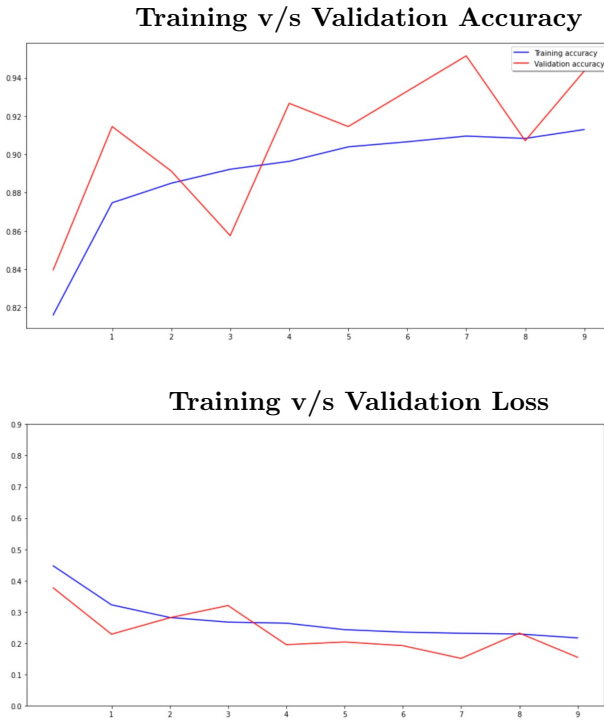 Training v/s Validation Accuracy
Training accuracy
Validation accuracy
0.94
0.92
0.90
0.88
0.86
0.84
0.82
1 2 3 4 5 6 7 8 9
Training v/s Validation Loss
0.9
0.8
0.7
0.6
0.5
0.4
0.3
0.2
0.1
0.0
1 2 3 4 5 6 7 8 9